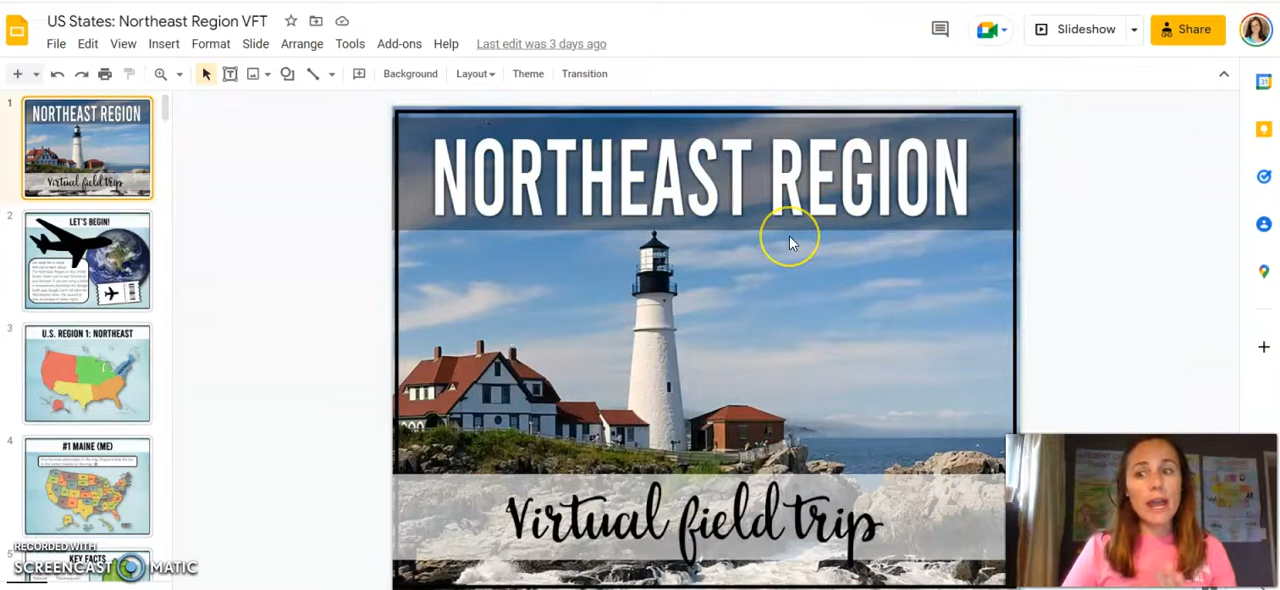 US States: Northeast Region VFT
File Edit View Insert Format Slide Arrange Tools Add-ons Help Last edit was 3 days ago
Slideshow
Share
Background Layout Theme Transition
1
NORTHEAST REGION
Virtual field trip
2
LET'S BEGIN!
3
U.S. REGION 1: NORTHEAST
4
#1 MAINE (ME)
5
KEY FACTS
RECORDED WITH
SCREENCAST MATIC
NORTHEAST REGION
Virtual field trip
31